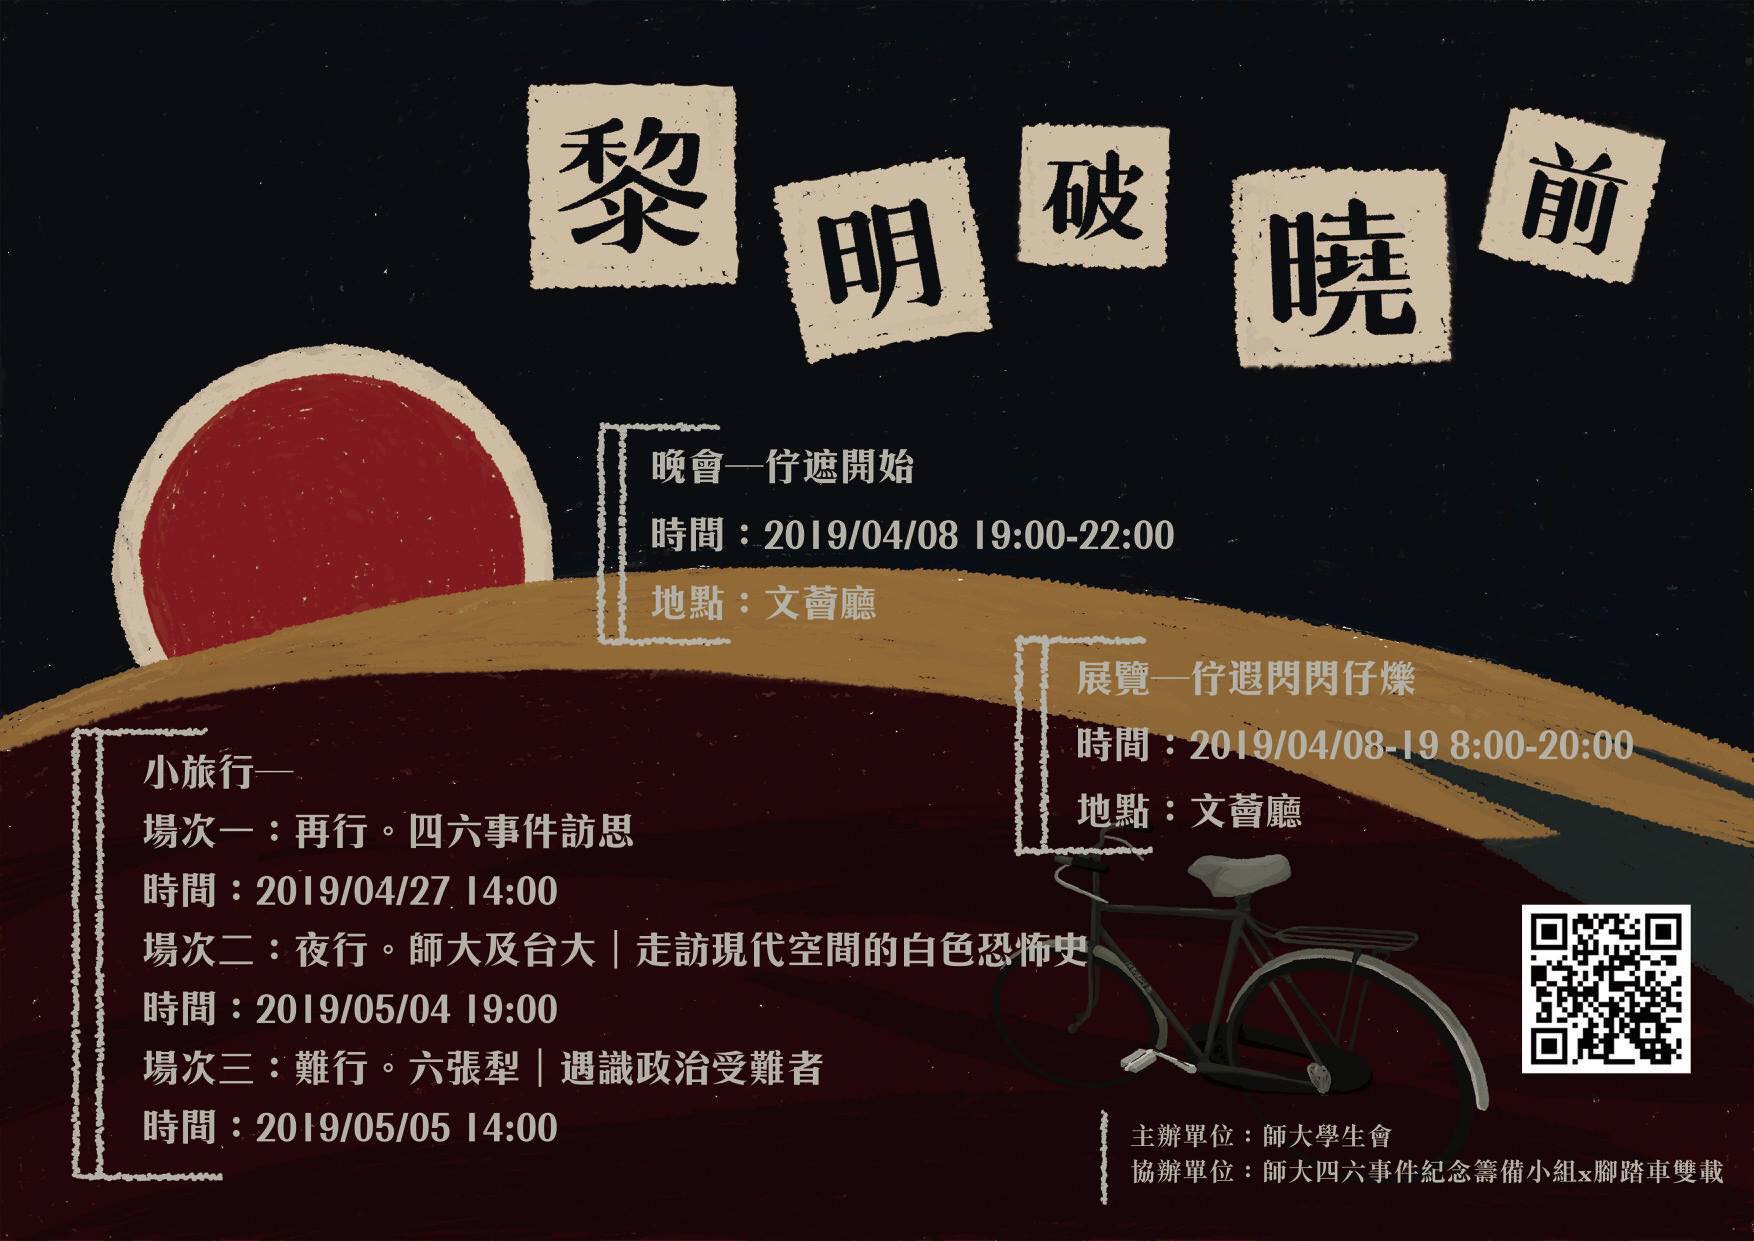 黎明破曉前
晚會—佇遮開始
時間：2019/04/08 19:00-22:00
地點：文薈廳
展覽—佇遐閃閃仔爍
時間：2019/04/08-19 8:00-20:00
地點：文薈廳
小旅行—
場次一：再行。四六事件訪思
時間：2019/04/27 14:00
場次二：夜行。師大及台大｜走訪現代空間的白色恐怖史
時間：2019/05/04 19:00
場次三：難行。六張犁｜遇識政治受難者
時間：2019/05/05 14:00
主辦單位：師大學生會
協辦單位：師大四六事件紀念籌備小組x腳踏車雙載